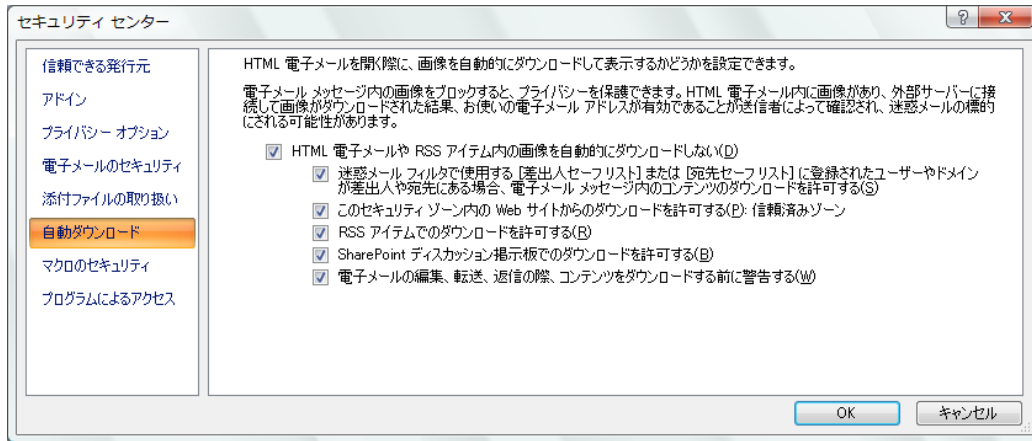 セキュリティ センター
信頼できる発行元
アドイン
プライバシー オプション
電子メールのセキュリティ
添付ファイルの取り扱い
自動ダウンロード
マクロのセキュリティ
プログラムによるアクセス
HTML 電子メールを開く際に、画像を自動的にダウンロードして表示するかどうかを設定できます。
電子メール メッセージ内の画像をブロックすると、プライバシーを保護できます。HTML 電子メール内に画像があり、外部サーバーに接
続して画像がダウンロードされた結果、お使いの電子メール アドレスが有効であることが送信者によって確認され、迷惑メールの標的
にされる可能性があります。
HTML 電子メールや RSS アイテム内の画像を自動的にダウンロードしない(D)
迷惑メール フィルタで使用する [差出人セーフ リスト] または [宛先セーフ リスト] に登録されたユーザーやドメイン
が差出人や宛先にある場合、電子メール メッセージ内のコンテンツのダウンロードを許可する(S)
このセキュリティ ゾーン内の Web サイトからのダウンロードを許可する(P): 信頼済みゾーン
RSS アイテムでのダウンロードを許可する(R)
SharePoint ディスカッション掲示板でのダウンロードを許可する(B)
電子メールの編集、転送、返信の際、コンテンツをダウンロードする前に警告する(W)
OK
キャンセル